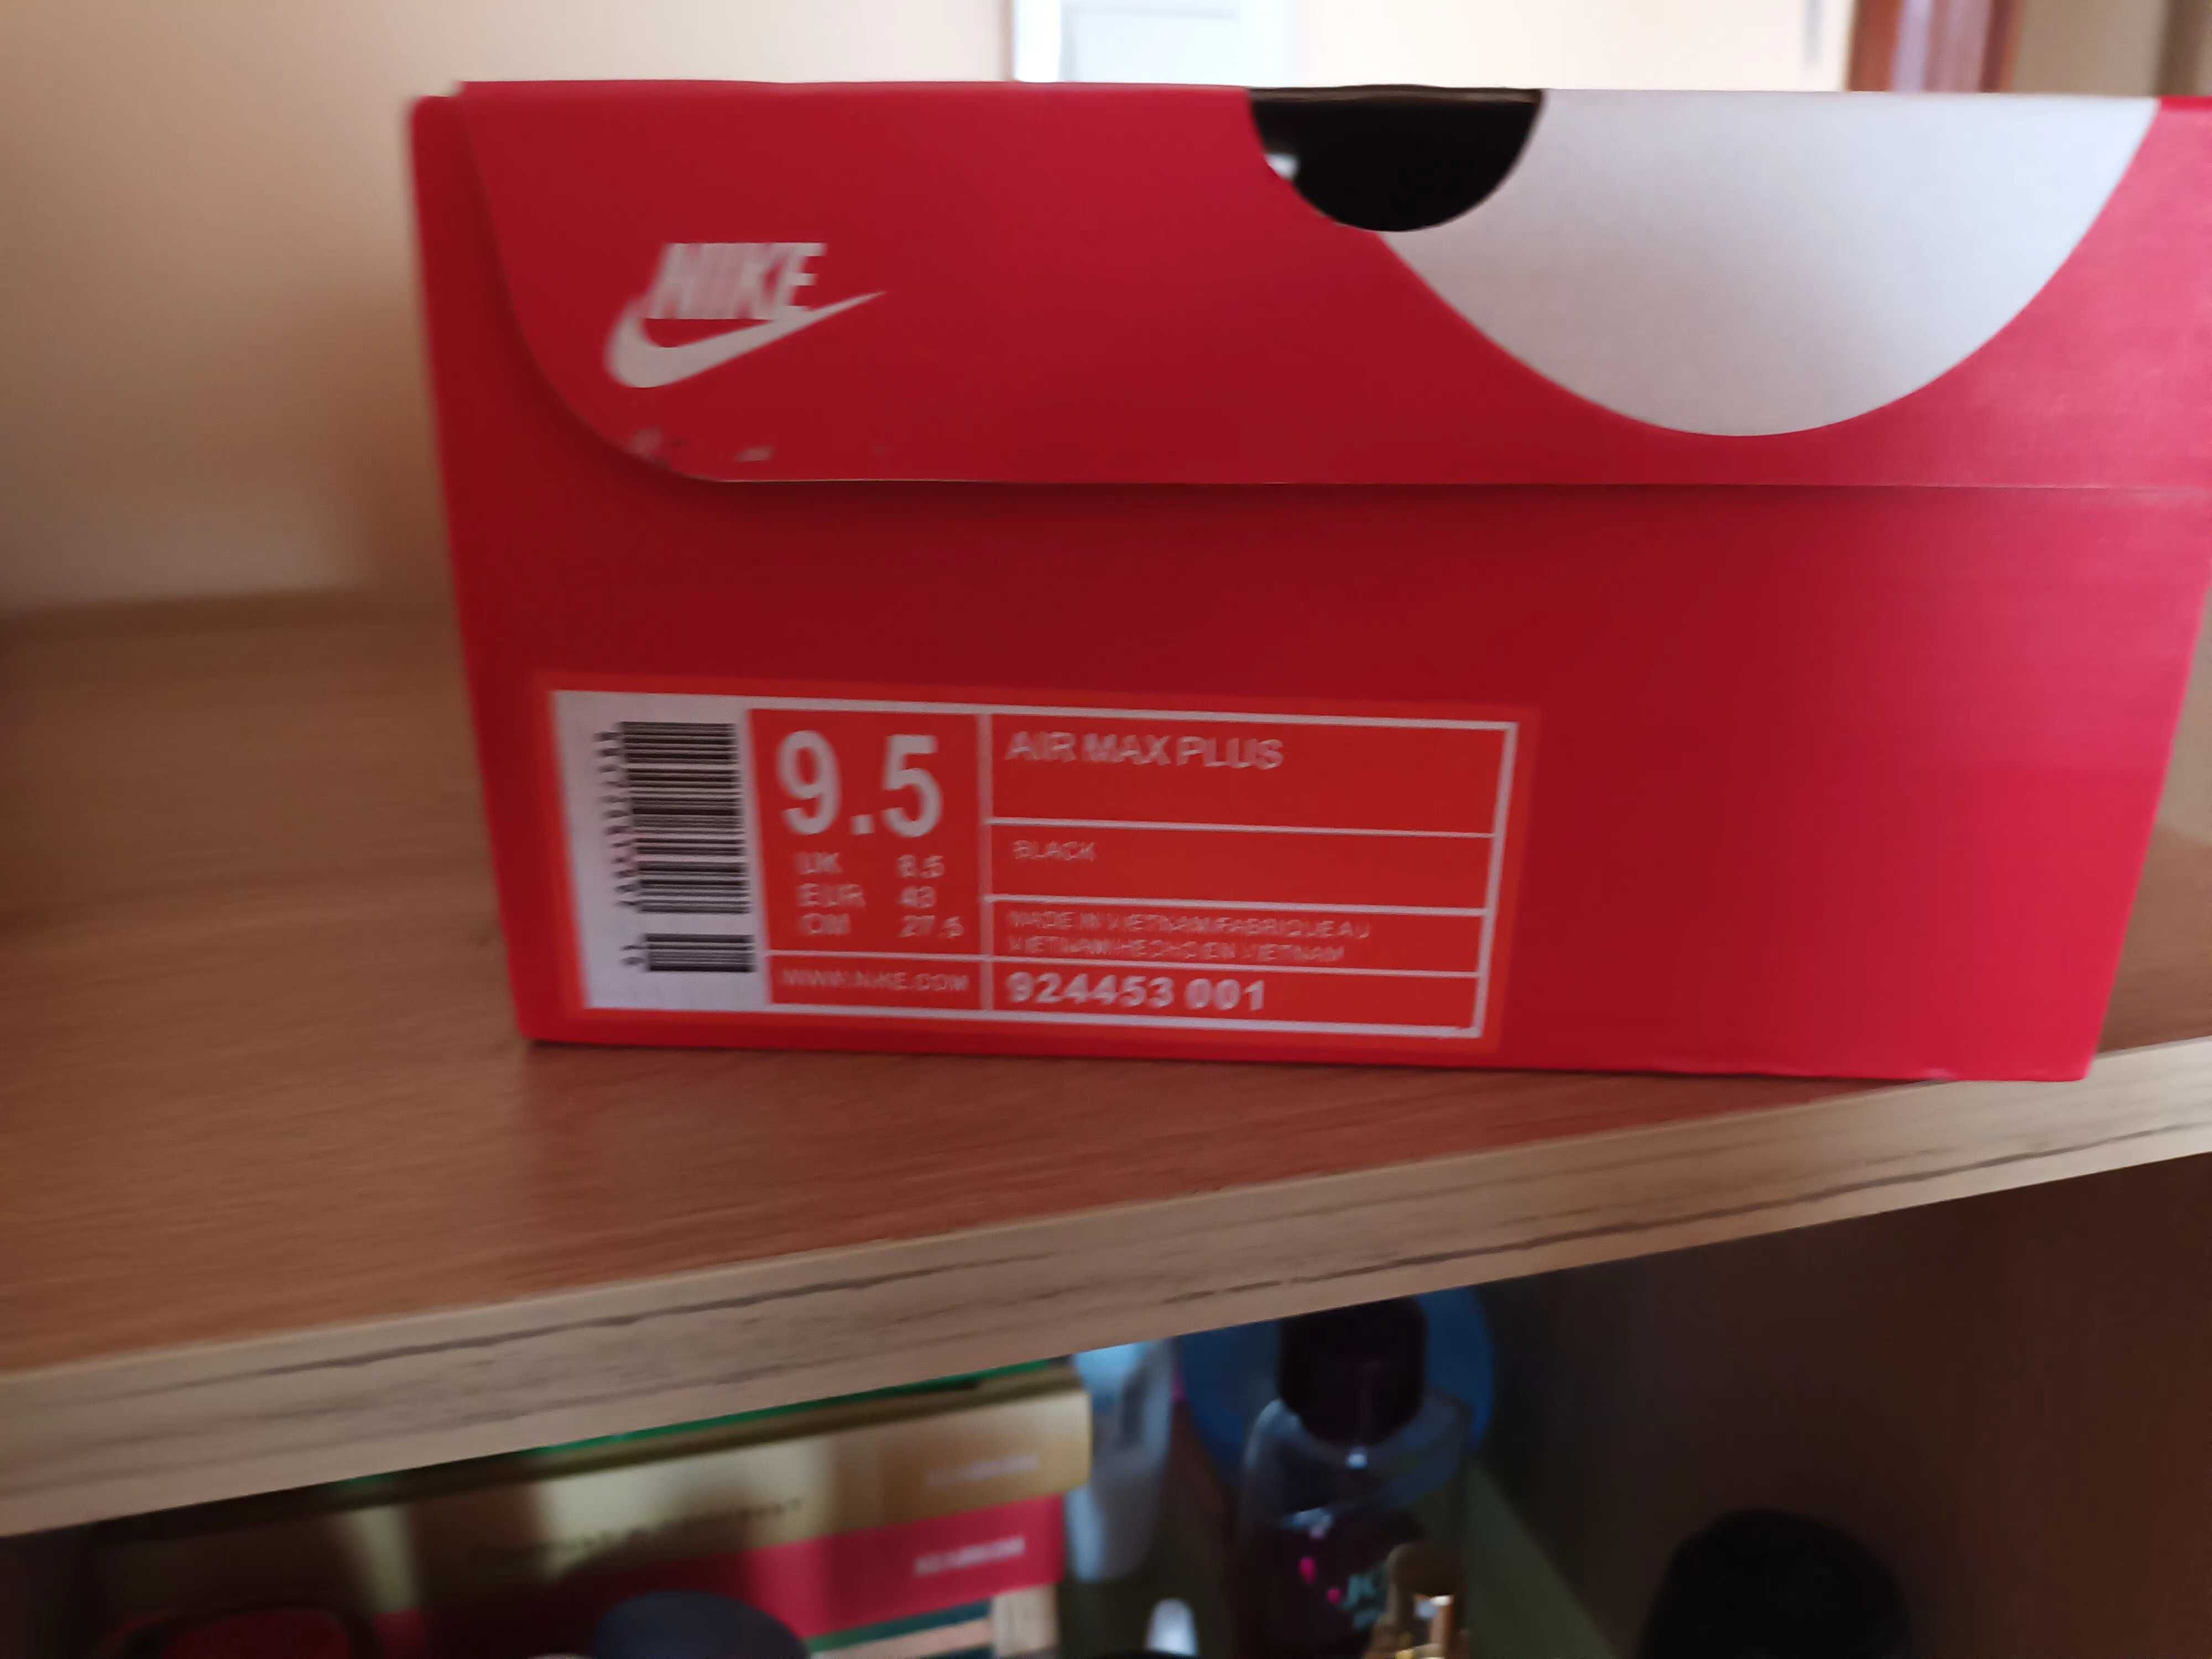 NIKE
9.5
UK 8.5
EUR 43
CM 27.5
WWW.NIKE.COM
AIR MAX PLUS
BLACK
MADE IN VIETNAM/FABRIQUE AU
VIETNAM/HECHO EN VIETNAM
924453 001